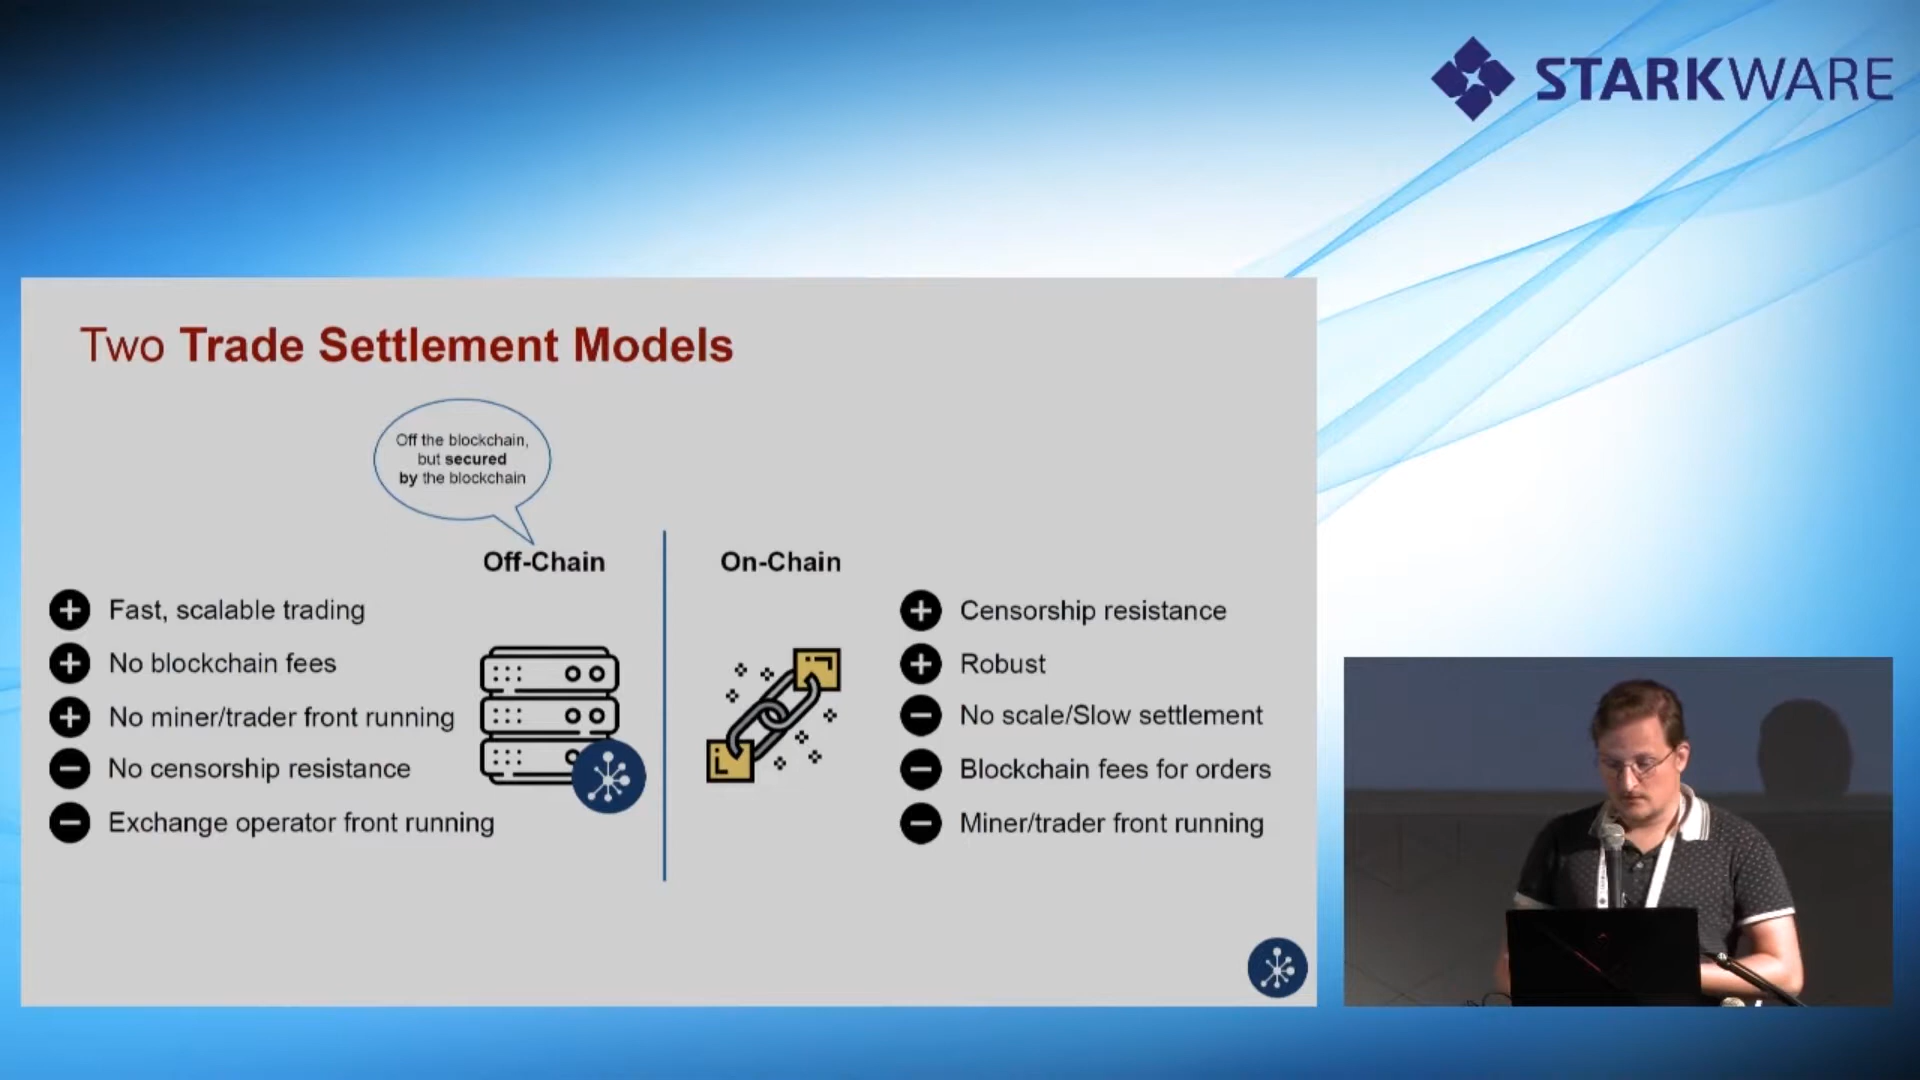 STARKWARE
Two Trade Settlement Models
Off the blockchain,
but secured
by the blockchain
Off-Chain
Fast, scalable trading
No blockchain fees
No miner/trader front running
No censorship resistance
Exchange operator front running
On-Chain
Censorship resistance
Robust
No scale/Slow settlement
Blockchain fees for orders
Miner/trader front running